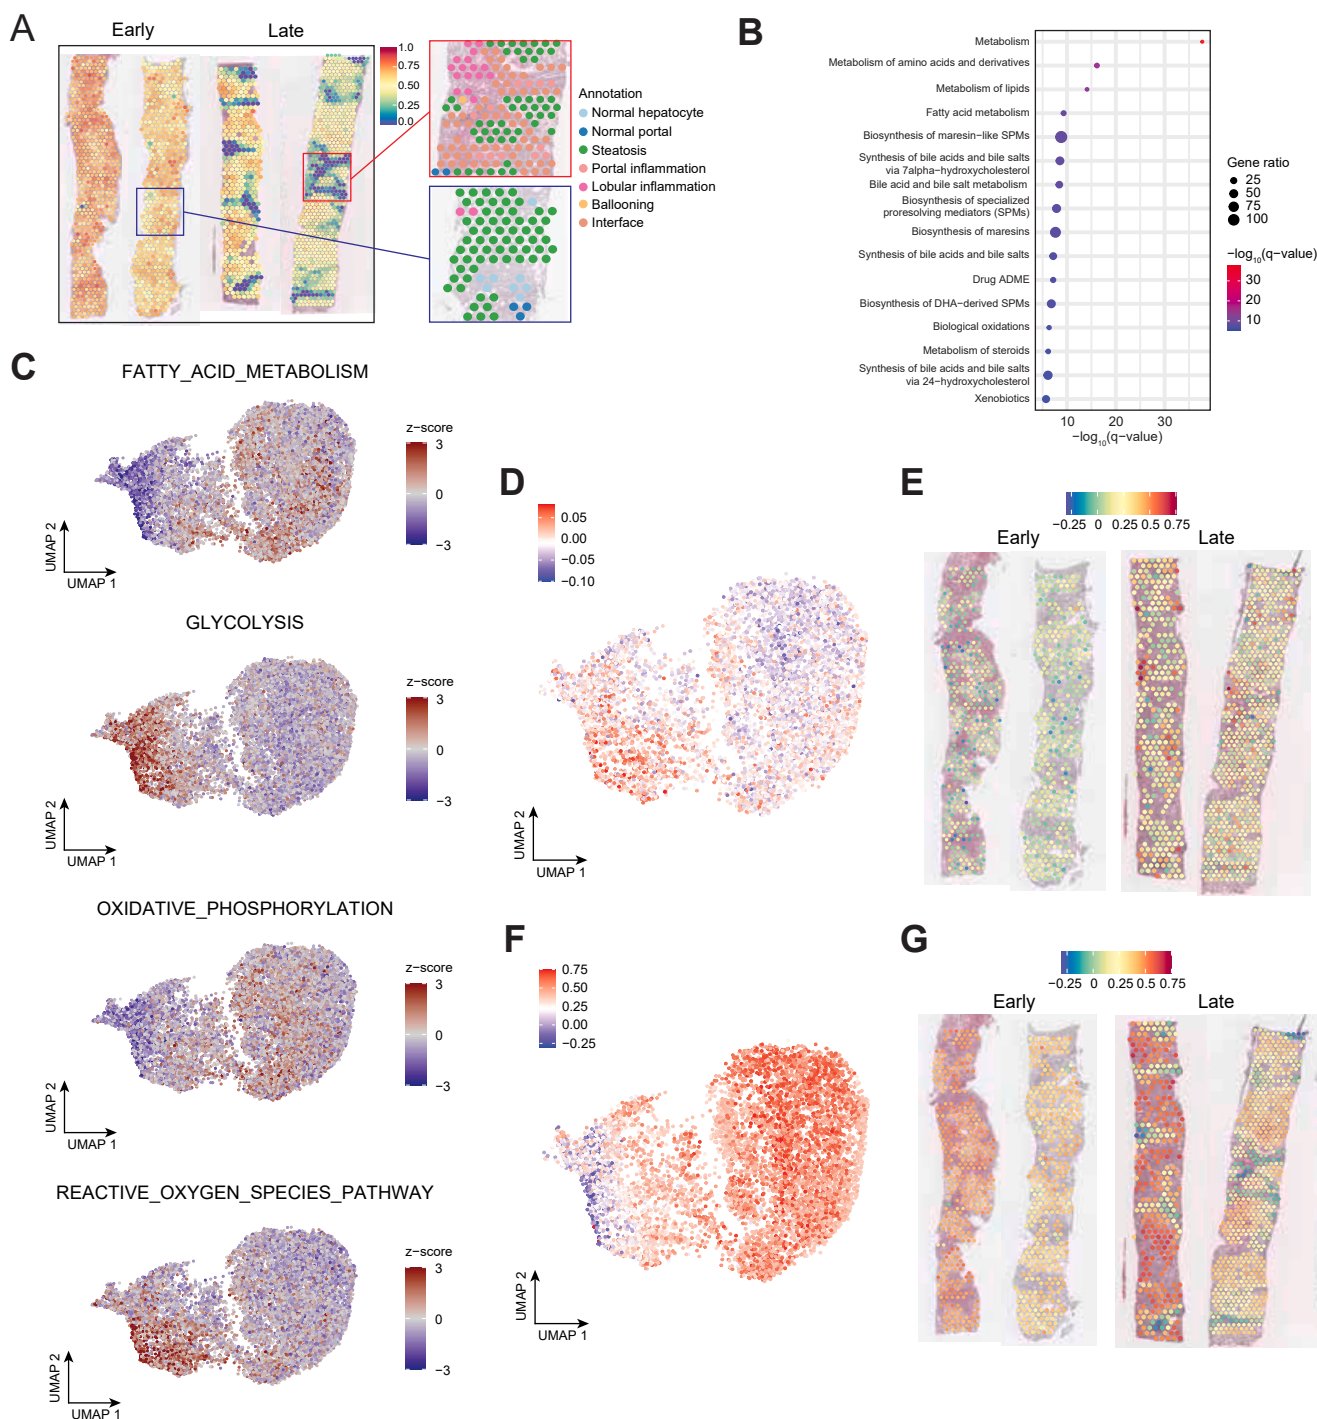 A
Early
Late
1.0
0.75
0.50
0.25
0.0
Annotation
Normal hepatocyte
Normal portal
Steatosis
Portal inflammation
Lobular inflammation
Ballooning
Interface
B
Metabolism
Metabolism of amino acids and derivatives
Metabolism of lipids
Fatty acid metabolism
Biosynthesis of maresin−like SPMs
Synthesis of bile acids and bile salts
via 7alpha−hydroxycholesterol
Bile acid and bile salt metabolism
Biosynthesis of specialized
proresolving mediators (SPMs)
Biosynthesis of maresins
Synthesis of bile acids and bile salts
Drug ADME
Biosynthesis of DHA−derived SPMs
Biological oxidations
Metabolism of steroids
Synthesis of bile acids and bile salts
via 24−hydroxycholesterol
Xenobiotics
10 20 30
−log10(q−value)
Gene ratio
25
50
75
100
−log10(q−value)
30
20
10
C
FATTY_ACID_METABOLISM
z−score
3
0
−3
UMAP 2
UMAP 1
GLYCOLYSIS
z−score
3
0
−3
UMAP 2
UMAP 1
OXIDATIVE_PHOSPHORYLATION
z−score
3
0
−3
UMAP 2
UMAP 1
REACTIVE_OXYGEN_SPECIES_PATHWAY
z−score
3
0
−3
UMAP 2
UMAP 1
D
0.05
0.00
−0.05
−0.10
UMAP 2
UMAP 1
E
−0.25 0 0.25 0.75
Early
Late
F
0.75
0.50
0.25
0.00
−0.25
UMAP 2
UMAP 1
G
−0.25 0 0.25 0.75
Early
Late